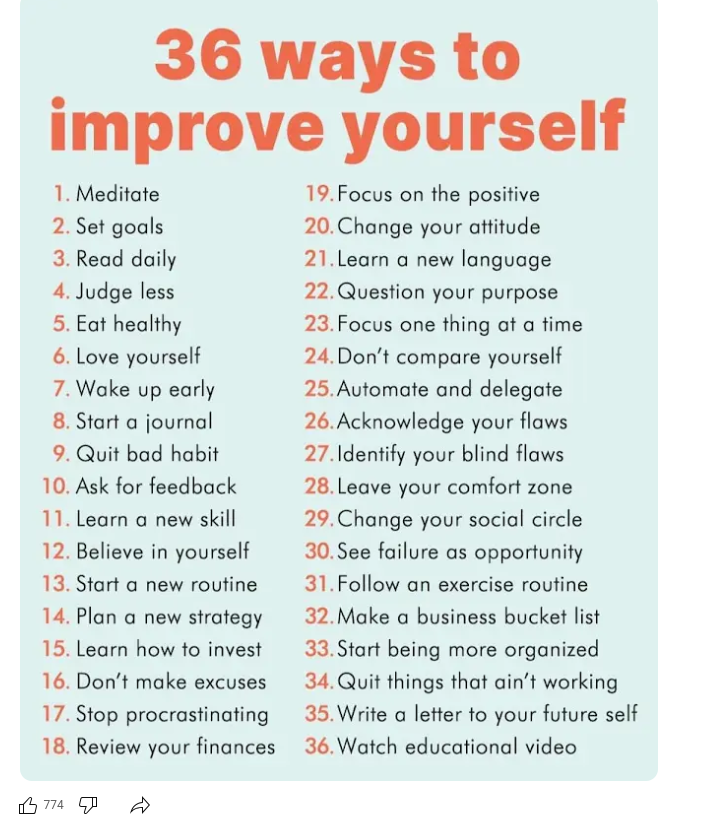 36 ways to
improve yourself
1. Meditate
2. Set goals
3. Read daily
4. Judge less
5. Eat healthy
6. Love yourself
7. Wake up early
8. Start a journal
9. Quit bad habit
10. Ask for feedback
11. Learn a new skill
12. Believe in yourself
13. Start a new routine
14. Plan a new strategy
15. Learn how to invest
16. Don't make excuses
17. Stop procrastinating
18. Review your finances
19. Focus on the positive
20. Change your attitude
21. Learn a new language
22. Question your purpose
23. Focus one thing at a time
24. Don't compare yourself
25. Automate and delegate
26. Acknowledge your flaws
27. Identify your blind flaws
28. Leave your comfort zone
29. Change your social circle
30. See failure as opportunity
31. Follow an exercise routine
32. Make a business bucket list
33. Start being more organized
34. Quit things that ain't working
35. Write a letter to your future self
36. Watch educational video
774